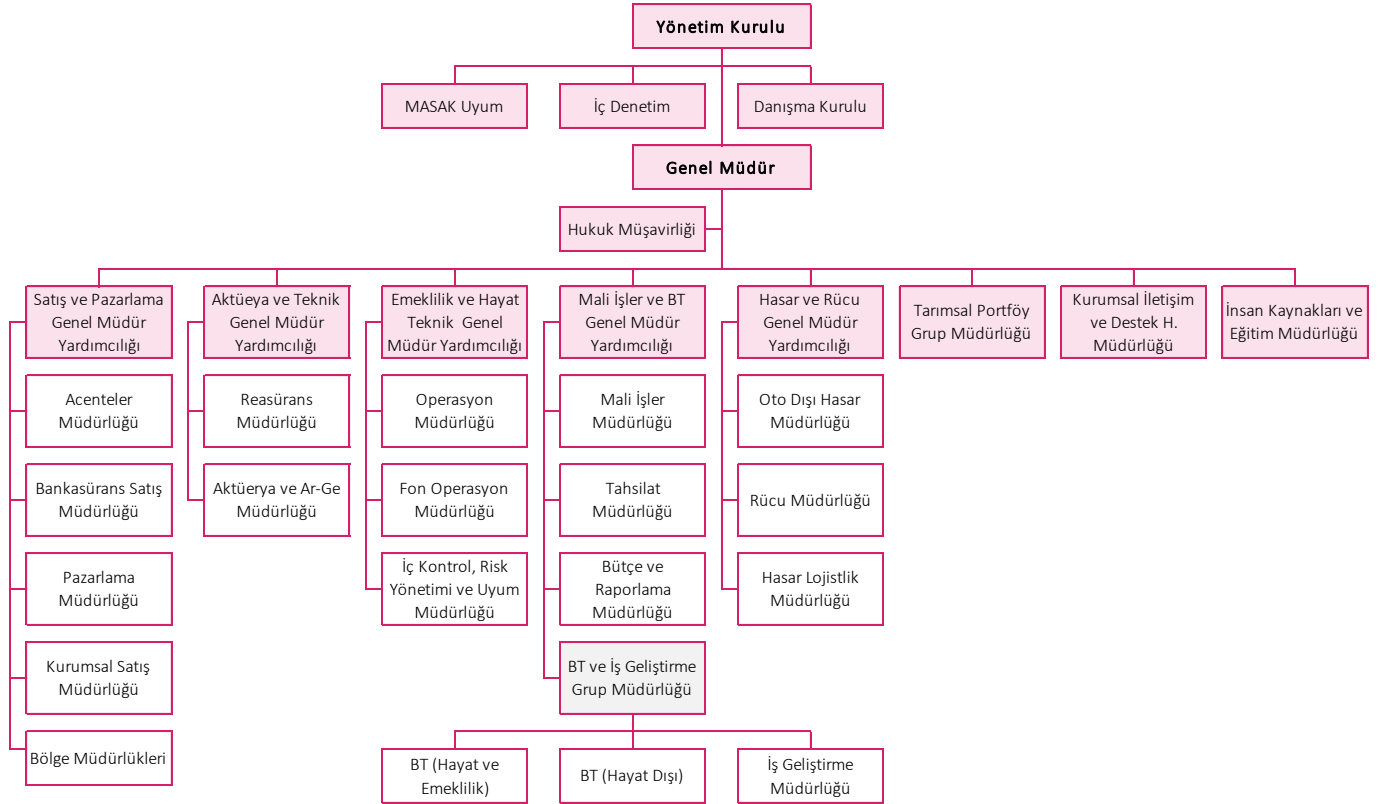 Yönetim Kurulu
MASAK Uyum
İç Denetim
Danışma Kurulu
Genel Müdür
Hukuk Müşavirliği
Satış ve Pazarlama
Genel Müdür
Yardımcılığı
Aktüeya ve Teknik
Genel Müdür
Yardımcılığı
Emeklilik ve Hayat
Teknik Genel
Müdür Yardımcılığı
Mali İşler ve BT
Genel Müdür
Yardımcılığı
Hasar ve Rücu
Genel Müdür
Yardımcılığı
Tarımsal Portföy
Grup Müdürlüğü
Kurumsal İletişim
ve Destek H.
Müdürlüğü
İnsan Kaynakları ve
Eğitim Müdürlüğü
Acenteler
Müdürlüğü
Reasürans
Müdürlüğü
Operasyon
Müdürlüğü
Mali İşler
Müdürlüğü
Oto Dışı Hasar
Müdürlüğü
Bankasürans Satış
Müdürlüğü
Aktüerya ve Ar-Ge
Müdürlüğü
Fon Operasyon
Müdürlüğü
Tahsilat
Müdürlüğü
Rücu Müdürlüğü
Pazarlama
Müdürlüğü
İç Kontrol, Risk
Yönetimi ve Uyum
Müdürlüğü
Bütçe ve
Raporlama
Müdürlüğü
Hasar Lojistlik
Müdürlüğü
Kurumsal Satış
Müdürlüğü
BT ve İş Geliştirme
Grup Müdürlüğü
Bölge Müdürlükleri
BT (Hayat ve
Emeklilik)
BT (Hayat Dışı)
İş Geliştirme
Müdürlüğü